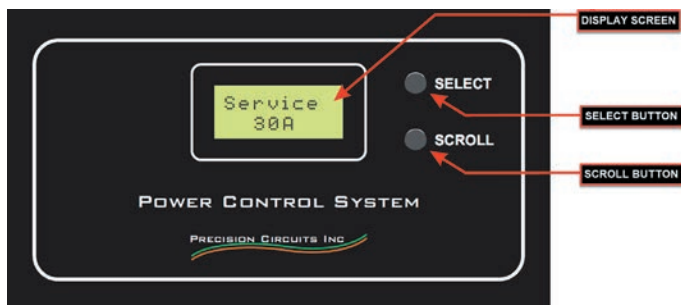 DISPLAY SCREEN
SELECT
Service
30A
SELECT BUTTON
SCROLL
SCROLL BUTTON
POWER CONTROL SYSTEM
PRECISION CIRCUITS INC